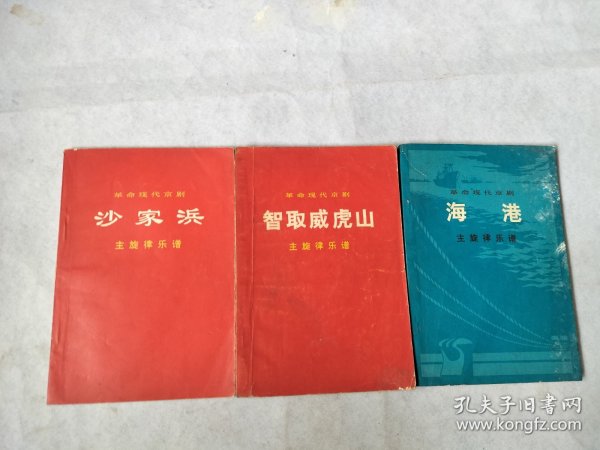 革命现代京剧
沙家浜
主旋律乐谱
革命现代京剧
智取威虎山
主旋律乐谱
革命现代京剧
海港
主旋律乐谱
孔夫子旧书网
www.kongfz.com